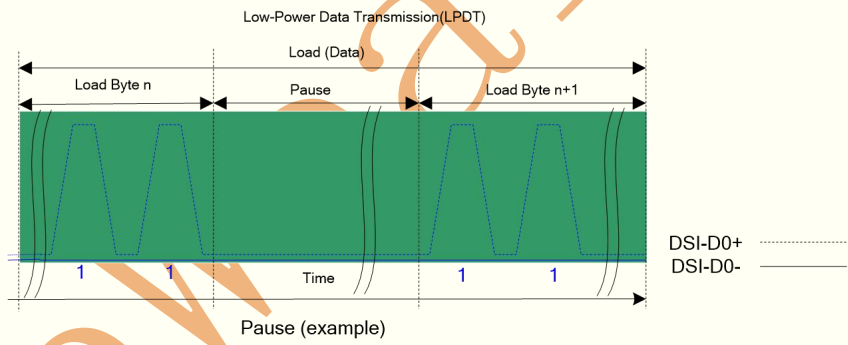 Low-Power Data Transmission(LPDT)
Load (Data)
Load Byte n
Pause
Load Byte n+1
1 1 1 1
Time
DSI-D0+
DSI-D0-
Pause (example)